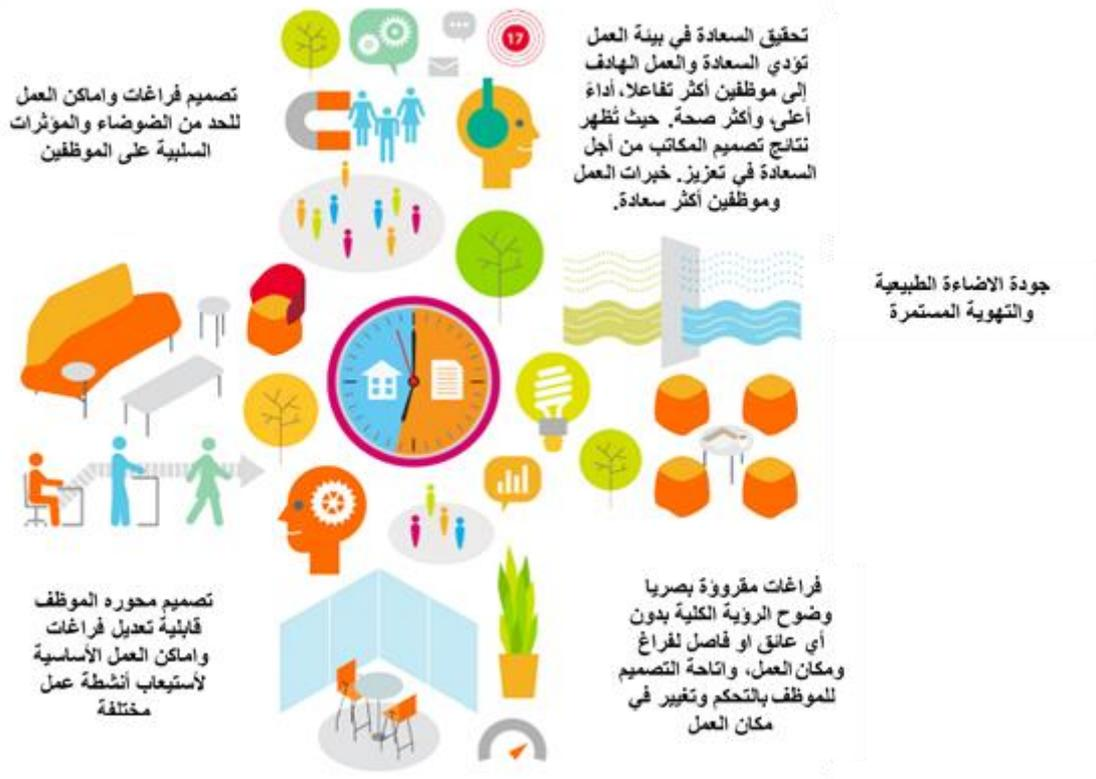 تحقيق السعادة في بيئة العمل
تؤدي السعادة والعمل الهادف
إلى موظفين أكثر تفاعلا، أداءَ
أعلى، وأكثر صحة. حيث تُظهر
نتائج تصميم المكاتب من أجل
السعادة في تعزيز. خبرات العمل
وموظفين أكثر سعادة.
17
تصميم فراغات واماكن العمل
للحد من الضوضاء والمؤثرات
السلبية على الموظفين
جودة الاضاءة الطبيعية
والتهوية المستمرة
فراغات مقروؤة بصريا
وضوح الرؤية الكلية بدون
أي عائق او فاصل لفراغ
ومكان العمل، واتاحة التصميم
للموظف بالتحكم وتغيير في
مكان العمل
تصميم محوره الموظف
قابلية تعديل فراغات
واماكن العمل الأساسية
لأستيعاب أنشطة عمل
مختلفة